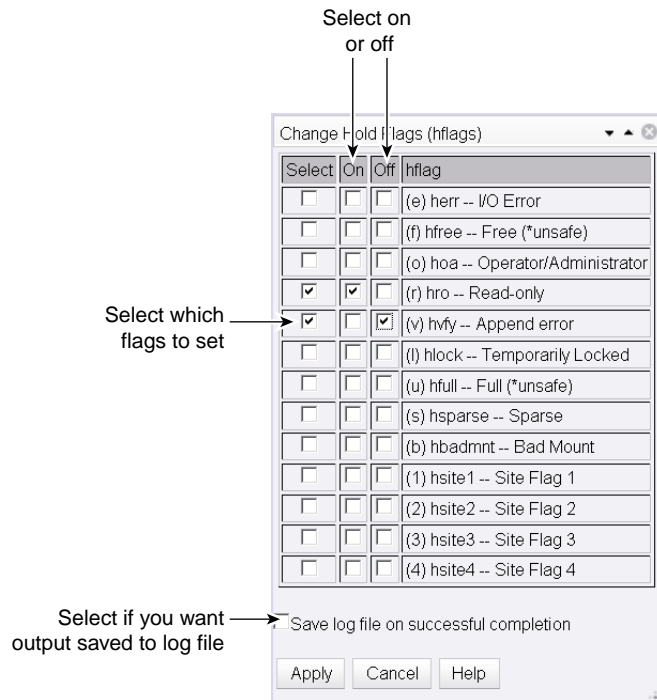 Select on
or off
Change Hold Flags (hflags)
Select On Off hflag
(e) herr -- I/O Error
(f) hfree -- Free (*unsafe)
(o) hoa -- Operator/Administrator
(r) hro -- Read-only
Select which
flags to set
(v) hvfy -- Append error
(l) hlock -- Temporarily Locked
(u) hfull -- Full (*unsafe)
(s) hsparse -- Sparse
(b) hbadmnt -- Bad Mount
(1) hsite1 -- Site Flag 1
(2) hsite2 -- Site Flag 2
(3) hsite3 -- Site Flag 3
(4) hsite4 -- Site Flag 4
Select if you want
output saved to log file
Save log file on successful completion
Apply Cancel Help